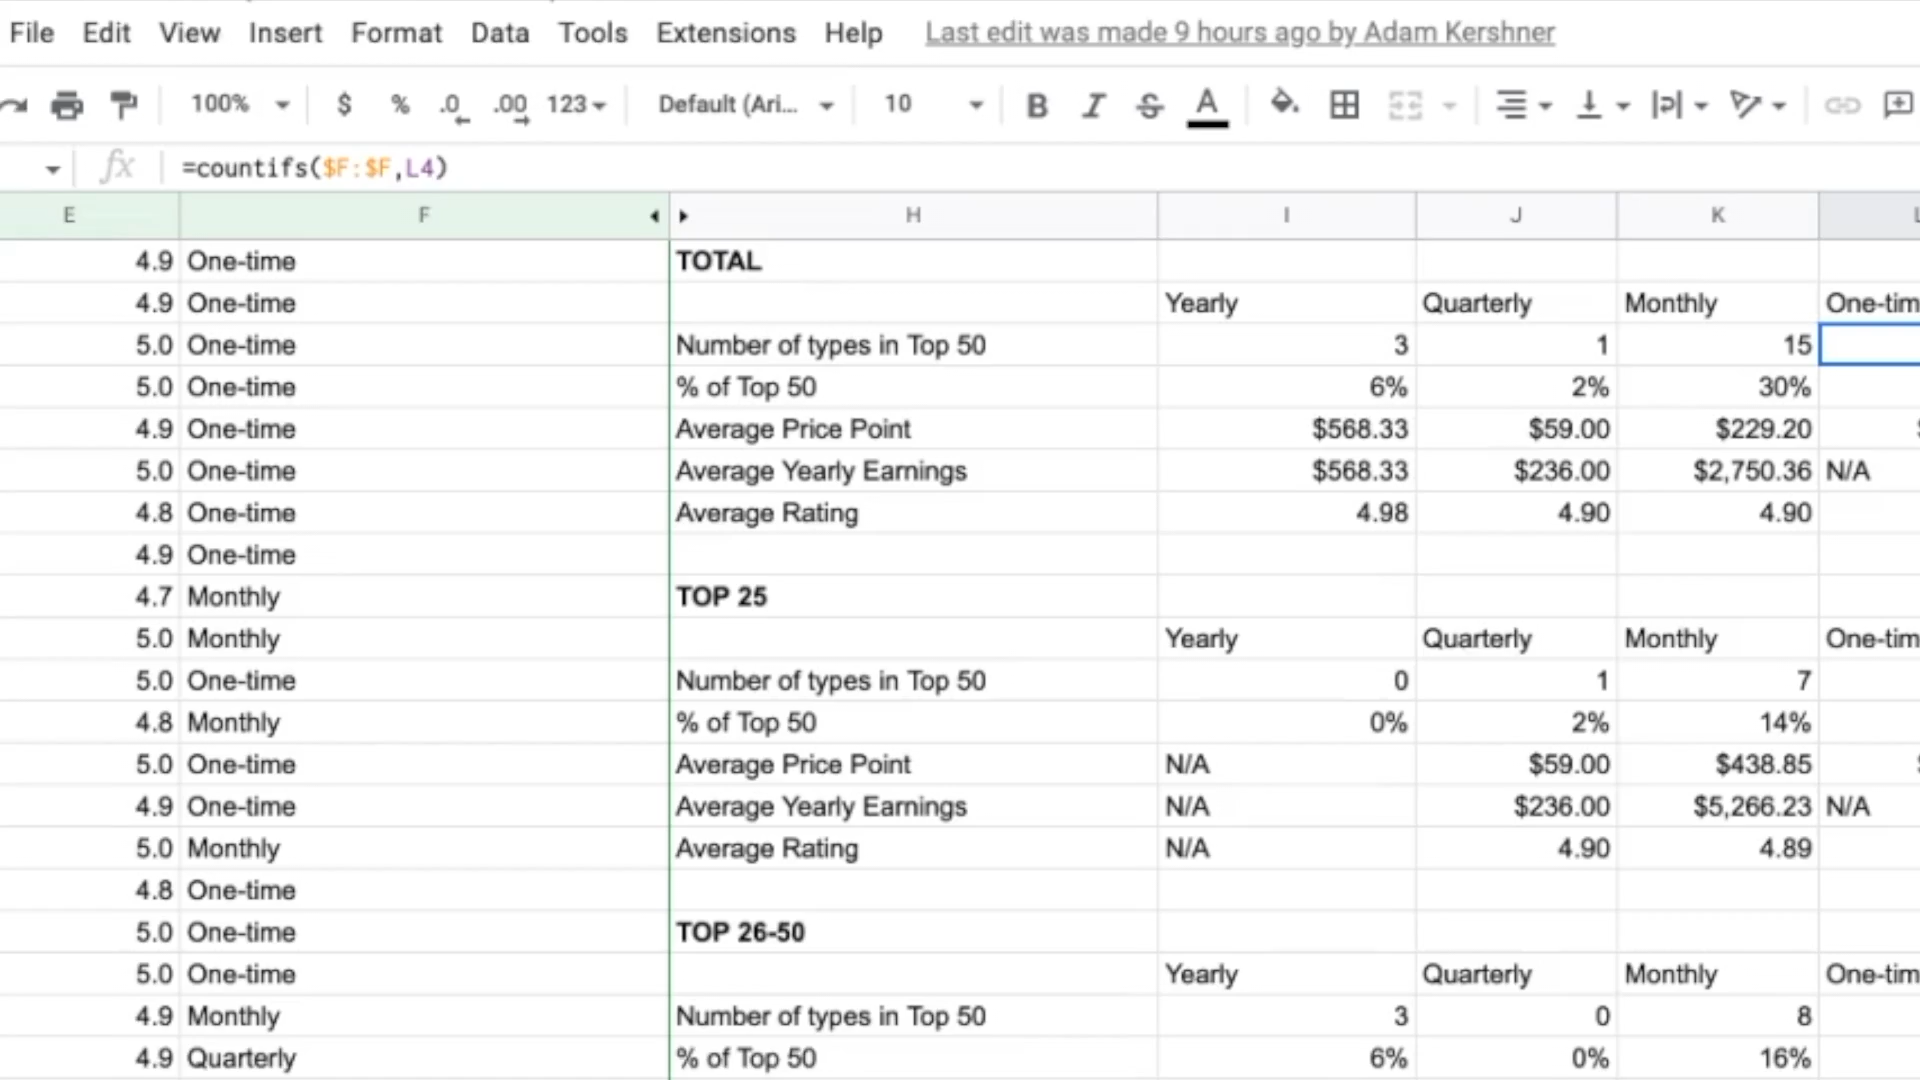 File Edit View Insert Format Data Tools Extensions Help Last edit was made 9 hours ago by Adam Kershner
100% $ % .0 .00 123 Default (Ari... 10 B I S A
fx =countifs($F:$F,L4)
E F H I J K L
4.9 One-time TOTAL
4.9 One-time Yearly Quarterly Monthly One-tim
5.0 One-time Number of types in Top 50 3 1 15
5.0 One-time % of Top 50 6% 2% 30%
4.9 One-time Average Price Point $568.33 $59.00 $229.20
5.0 One-time Average Yearly Earnings $568.33 $236.00 $2,750.36 N/A
4.8 One-time Average Rating 4.98 4.90 4.90
4.9 One-time
4.7 Monthly TOP 25
5.0 Monthly Yearly Quarterly Monthly One-tim
5.0 One-time Number of types in Top 50 0 1 7
4.8 Monthly % of Top 50 0% 2% 14%
5.0 One-time Average Price Point N/A $59.00 $438.85
4.9 One-time Average Yearly Earnings N/A $236.00 $5,266.23 N/A
5.0 Monthly Average Rating N/A 4.90 4.89
4.8 One-time
5.0 One-time TOP 26-50
5.0 One-time Yearly Quarterly Monthly One-tim
4.9 Monthly Number of types in Top 50 3 0 8
4.9 Quarterly % of Top 50 6% 0% 16%